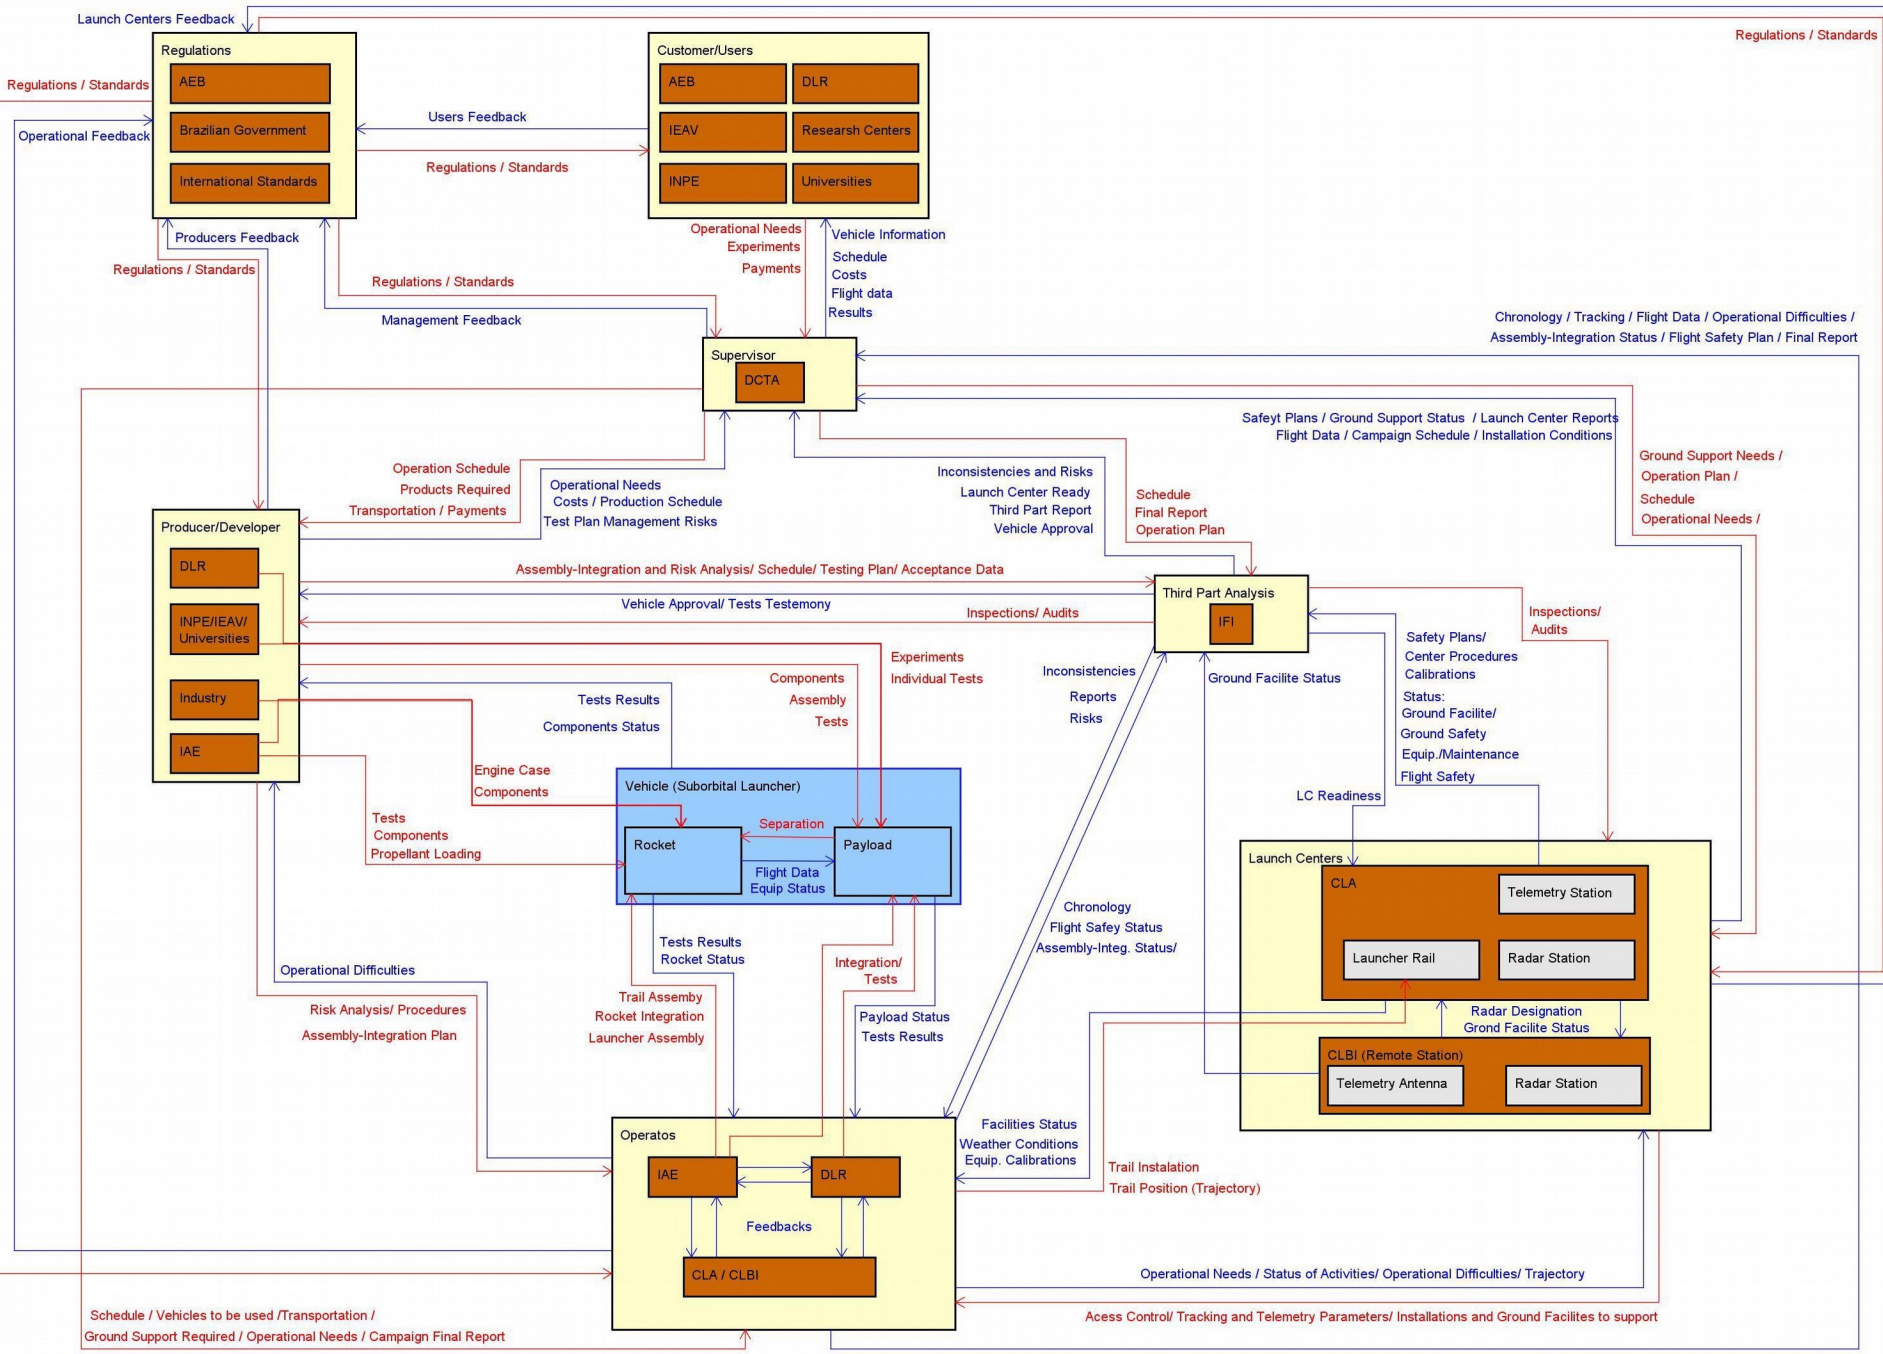 Launch Centers Feedback
Regulations / Standards
Regulations
AEB
Brazilian Government
International Standards
Customer/Users
AEB
DLR
IEAV
Researsh Centers
INPE
Universities
Regulations / Standards
Operational Feedback
Users Feedback
Regulations / Standards
Producers Feedback
Regulations / Standards
Regulations / Standards
Management Feedback
Operational Needs
Experiments
Payments
Vehicle Information
Schedule
Costs
Flight data
Results
Chronology / Tracking / Flight Data / Operational Difficulties /
Assembly-Integration Status / Flight Safety Plan / Final Report
Supervisor
DCTA
Safeyt Plans / Ground Support Status / Launch Center Reports
Flight Data / Campaign Schedule / Installation Conditions
Ground Support Needs /
Operation Plan /
Schedule
Operational Needs /
Operation Schedule
Products Required
Transportation / Payments
Operational Needs
Costs / Production Schedule
Test Plan Management Risks
Inconsistencies and Risks
Launch Center Ready
Third Part Report
Vehicle Approval
Schedule
Final Report
Operation Plan
Producer/Developer
DLR
INPE/IEAV/
Universities
Industry
IAE
Assembly-Integration and Risk Analysis/ Schedule/ Testing Plan/ Acceptance Data
Vehicle Approval/ Tests Testemony
Inspections/ Audits
Third Part Analysis
IFI
Inspections/
Audits
Experiments
Individual Tests
Components
Assembly
Tests
Tests Results
Components Status
Inconsistencies
Reports
Risks
Ground Facilite Status
Safety Plans/
Center Procedures
Calibrations
Status:
Ground Facilite/
Ground Safety
Equip./Maintenance
Flight Safety
LC Readiness
Engine Case
Components
Tests
Components
Propellant Loading
Vehicle (Suborbital Launcher)
Rocket
Separation
Payload
Flight Data
Equip Status
Launch Centers
CLA
Telemetry Station
Launcher Rail
Radar Station
Radar Designation
Grond Facilite Status
CLBI (Remote Station)
Telemetry Antenna
Radar Station
Chronology
Flight Safey Status
Assembly-Integ. Status/
Tests Results
Rocket Status
Integration/
Tests
Operational Difficulties
Risk Analysis/ Procedures
Assembly-Integration Plan
Trail Assemby
Rocket Integration
Launcher Assembly
Payload Status
Tests Results
Operatos
IAE
DLR
Feedbacks
CLA / CLBI
Facilities Status
Weather Conditions
Equip. Calibrations
Trail Instalation
Trail Position (Trajectory)
Operational Needs / Status of Activities/ Operational Difficulties/ Trajectory
Acess Control/ Tracking and Telemetry Parameters/ Installations and Ground Facilites to support
Schedule / Vehicles to be used /Transportation /
Ground Support Required / Operational Needs / Campaign Final Report